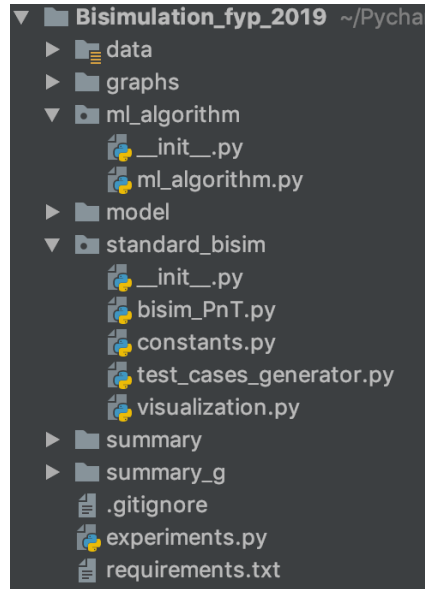 Bisimulation_fyp_2019 ~/Pycha
data
graphs
ml_algorithm
__init__.py
ml_algorithm.py
model
standard_bisim
__init__.py
bisim_PnT.py
constants.py
test_cases_generator.py
visualization.py
summary
summary_g
.gitignore
experiments.py
requirements.txt